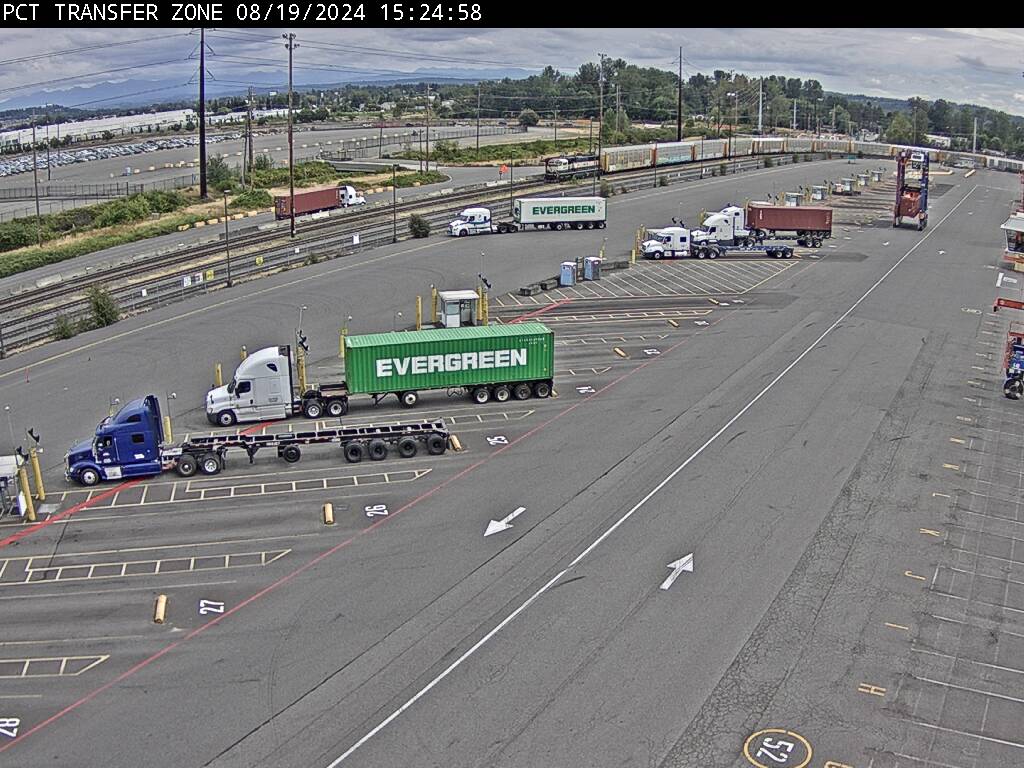 PCT TRANSFER ZONE 08/19/2024 15:24:58
EVERGREEN
EVERGREEN
25
26
27
28
K
J
I
H
52